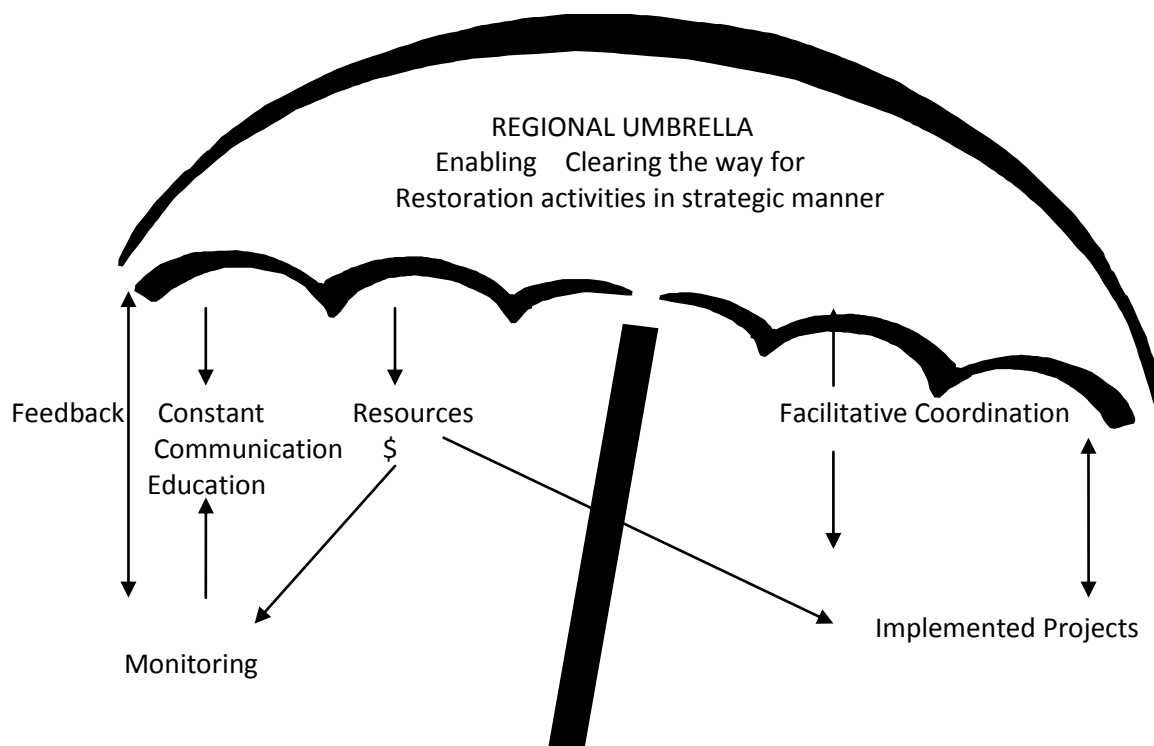 REGIONAL UMBRELLA
Enabling Clearing the way for
Restoration activities in strategic manner
Feedback Constant Resources Facilitative Coordination
Communication $
Education
Implemented Projects
Monitoring